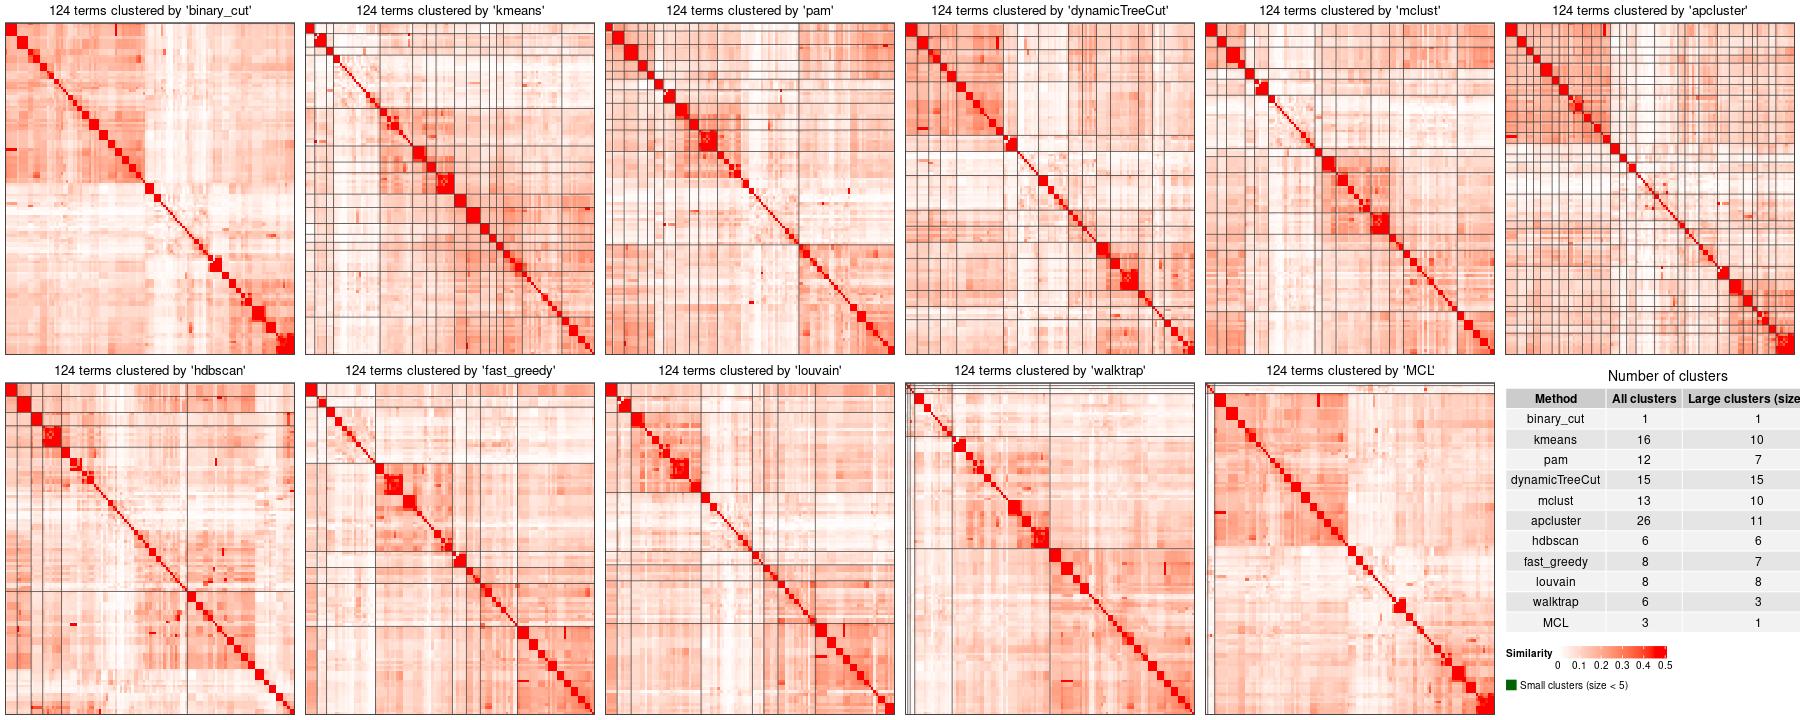 124 terms clustered by 'binary_cut'
124 terms clustered by 'kmeans'
124 terms clustered by 'pam'
124 terms clustered by 'dynamicTreeCut'
124 terms clustered by 'mclust'
124 terms clustered by 'apcluster'
124 terms clustered by 'hdbscan'
124 terms clustered by 'fast_greedy'
124 terms clustered by 'louvain'
124 terms clustered by 'walktrap'
124 terms clustered by 'MCL'
Number of clusters
Method All clusters Large clusters (size
binary_cut 1 1
kmeans 16 10
pam 12 7
dynamicTreeCut 15 15
mclust 13 10
apcluster 26 11
hdbscan 6 6
fast_greedy 8 7
louvain 8 8
walktrap 6 3
MCL 3 1
Similarity
0 0.1 0.2 0.3 0.4 0.5
Small clusters (size < 5)